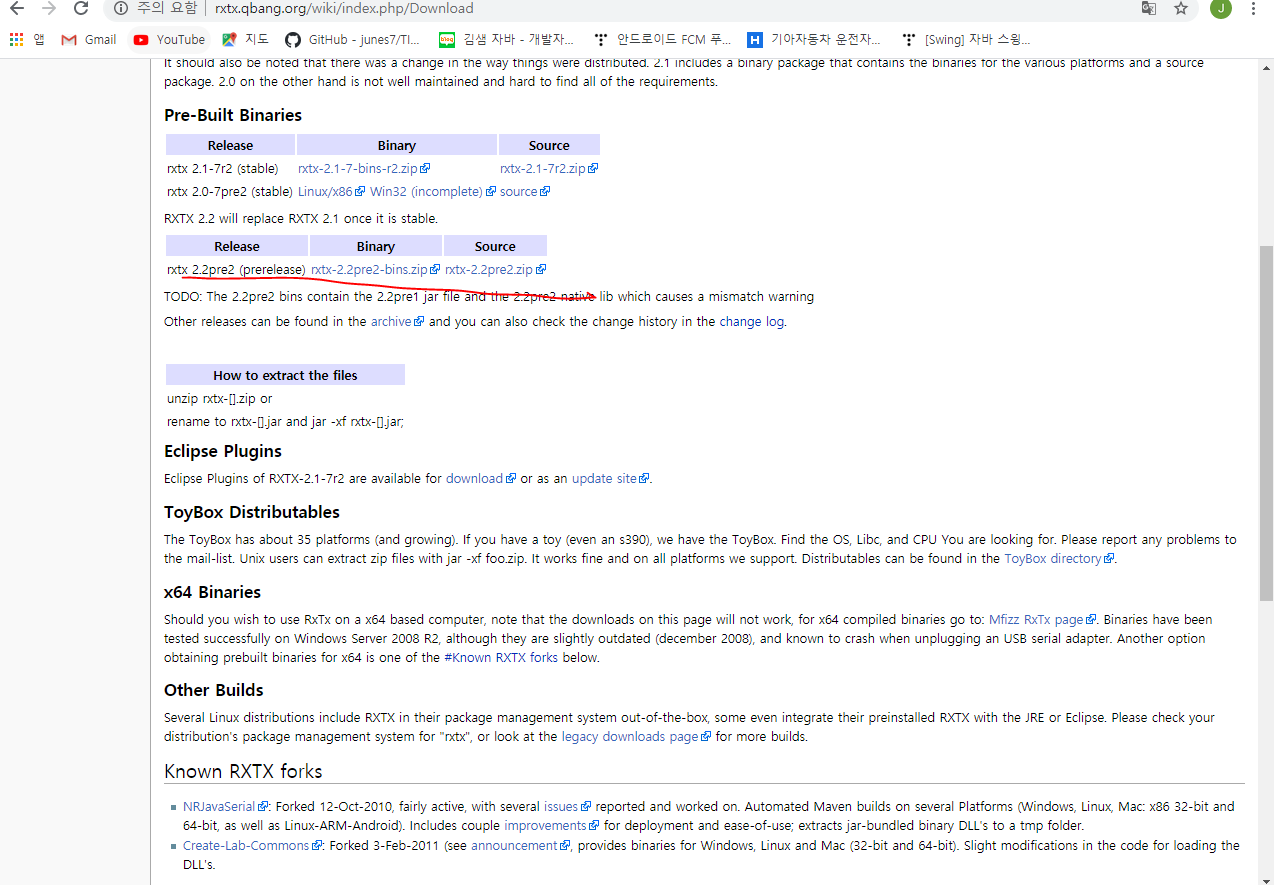 주의 요함 rxtx.qbang.org/wiki/index.php/Download J
앱 Gmail YouTube 지도 GitHub - junes7/TI... blog 김샘 자바 - 개발자... 안드로이드 FCM 푸... H 기아자동차 운전자... [Swing] 자바 스윙...
It should also be noted that there was a change in the way things were distributed. 2.1 includes a binary package that contains the binaries for the various platforms and a source
package. 2.0 on the other hand is not well maintained and hard to find all of the requirements.
Pre-Built Binaries
Release Binary Source
rxtx 2.1-7r2 (stable) rxtx-2.1-7-bins-r2.zip rxtx-2.1-7r2.zip
rxtx 2.0-7pre2 (stable) Linux/x86 Win32 (incomplete) source
RXTX 2.2 will replace RXTX 2.1 once it is stable.
Release Binary Source
rxtx 2.2pre2 (prerelease) rxtx-2.2pre2-bins.zip rxtx-2.2pre2.zip
TODO: The 2.2pre2 bins contain the 2.2pre1 jar file and the 2.2pre2 native lib which causes a mismatch warning
Other releases can be found in the archive and you can also check the change history in the change log.
How to extract the files
unzip rxtx-[].zip or
rename to rxtx-[].jar and jar -xf rxtx-[].jar;
Eclipse Plugins
Eclipse Plugins of RXTX-2.1-7r2 are available for download or as an update site.
ToyBox Distributables
The ToyBox has about 35 platforms (and growing). If you have a toy (even an s390), we have the ToyBox. Find the OS, Libc, and CPU You are looking for. Please report any problems to
the mail-list. Unix users can extract zip files with jar -xf foo.zip. It works fine and on all platforms we support. Distributables can be found in the ToyBox directory.
x64 Binaries
Should you wish to use RxTx on a x64 based computer, note that the downloads on this page will not work, for x64 compiled binaries go to: Mfizz RxTx page. Binaries have been
tested successfully on Windows Server 2008 R2, although they are slightly outdated (december 2008), and known to crash when unplugging an USB serial adapter. Another option
obtaining prebuilt binaries for x64 is one of the #Known RXTX forks below.
Other Builds
Several Linux distributions include RXTX in their package management system out-of-the-box, some even integrate their preinstalled RXTX with the JRE or Eclipse. Please check your
distribution's package management system for "rxtx", or look at the legacy downloads page for more builds.
Known RXTX forks
NRJavaSerial: Forked 12-Oct-2010, fairly active, with several issues reported and worked on. Automated Maven builds on several Platforms (Windows, Linux, Mac: x86 32-bit and
64-bit, as well as Linux-ARM-Android). Includes couple improvements for deployment and ease-of-use; extracts jar-bundled binary DLL's to a tmp folder.
Create-Lab-Commons: Forked 3-Feb-2011 (see announcement, provides binaries for Windows, Linux and Mac (32-bit and 64-bit). Slight modifications in the code for loading the
DLL's.